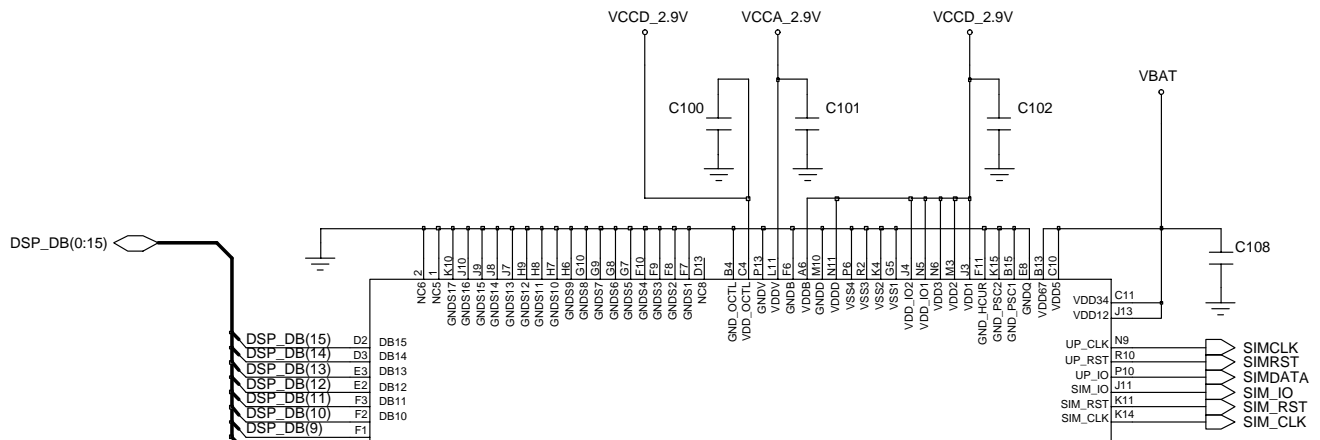 VCCD_2.9V
VCCA_2.9V
VCCD_2.9V
VBAT
C100
C101
C102
C108
DSP_DB(0:15)
2 NC6
1 NC5
K10 GNDS17
J10 GNDS16
J9 GNDS15
J8 GNDS14
J7 GNDS13
H9 GNDS12
H8 GNDS11
H7 GNDS10
H6 GNDS9
G10 GNDS8
G9 GNDS7
G8 GNDS6
G7 GNDS5
F10 GNDS4
F9 GNDS3
F8 GNDS2
F7 GNDS1
D13 NC8
B4 GND_OCTL
C4 VDD_OCTL
P13 GNDV
L11 VDDV
F6 GNDB
A6 VDDB
M10 GNDD
N11 VDDD
P6 VSS4
R2 VSS3
K4 VSS2
G5 VSS1
J4 VDD_IO2
N5 VDD_IO1
N6 VDD3
M3 VDD2
J3 VDD1
F11 GND_HCUR
K15 GND_PSC2
B15 GND_PSC1
E8 GNDQ
B13 VDD67
C10 VDD5
VDD34 C11
VDD12 J13
DSP_DB(15) D2 DB15
DSP_DB(14) D3 DB14
DSP_DB(13) E3 DB13
DSP_DB(12) E2 DB12
DSP_DB(11) F3 DB11
DSP_DB(10) F2 DB10
DSP_DB(9) F1
UP_CLK N9 SIMCLK
UP_RST R10 SIMRST
UP_IO P10 SIMDATA
SIM_IO J11 SIM_IO
SIM_RST K11 SIM_RST
SIM_CLK K14 SIM_CLK